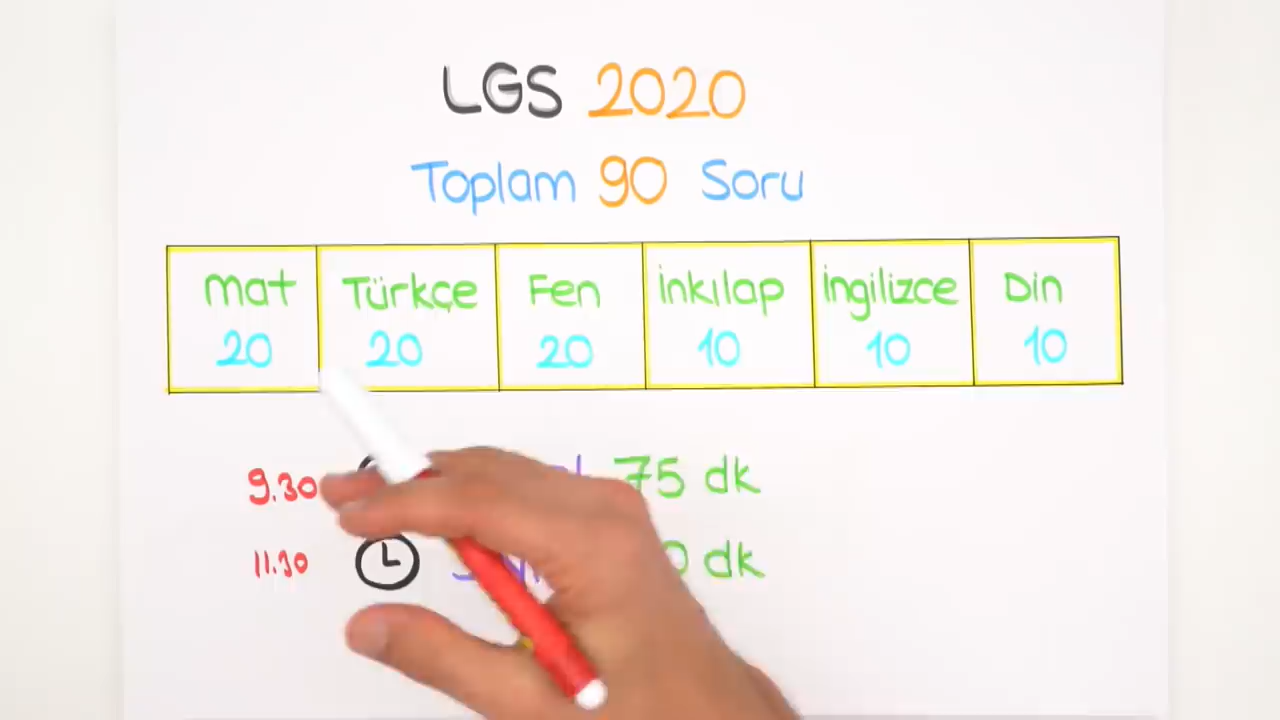 LGS 2020
Toplam 90 Soru
Mat Türkçe Fen İnkılap İngilizce Din
20 20 20 10 10 10
9.30 75 dk
11.30 dk